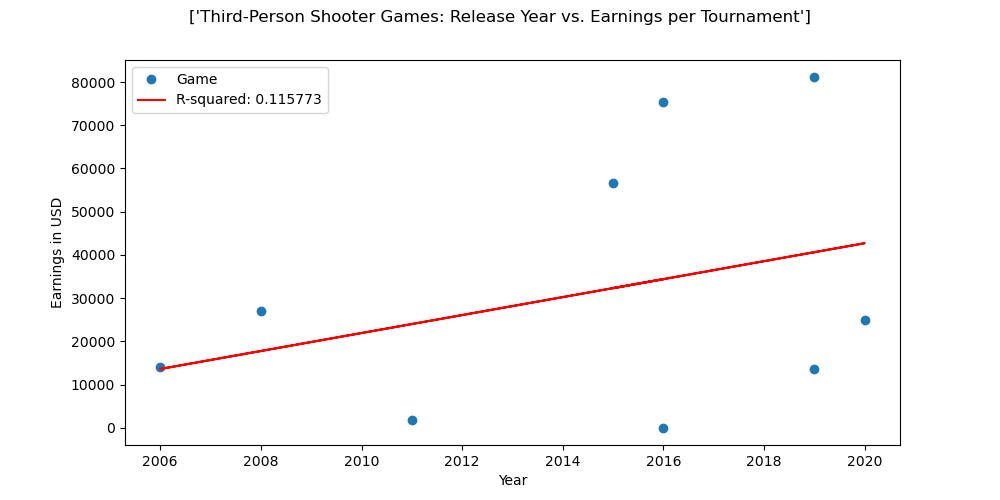 ['Third-Person Shooter Games: Release Year vs. Earnings per Tournament']
Game
R-squared: 0.115773
80000
70000
60000
50000
40000
30000
20000
10000
0
Earnings in USD
2006 2008 2010 2012 2014 2016 2018 2020
Year